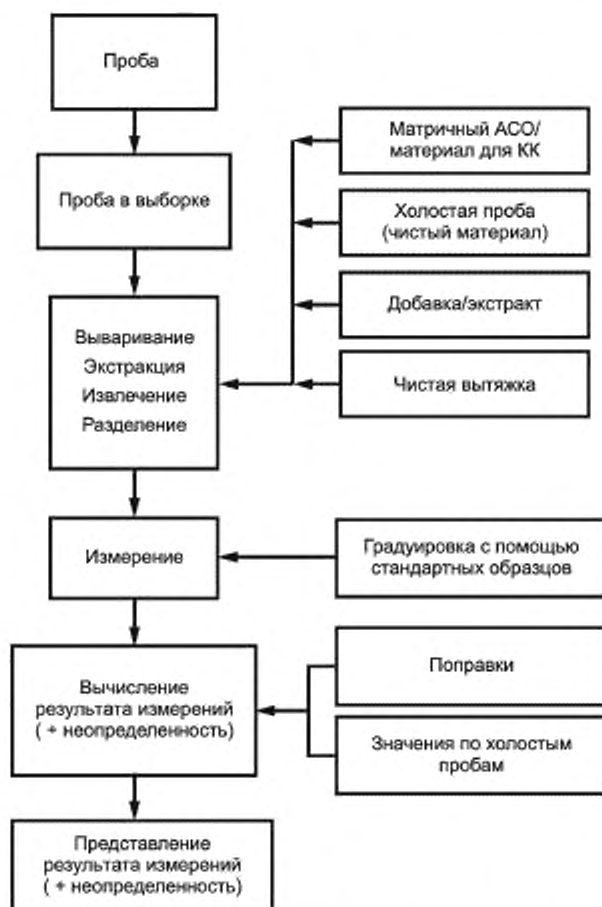 Проба
Проба в выборке
Матричный АСО/
материал для КК
Холостая проба
(чистый материал)
Добавка/экстракт
Чистая вытяжка
Вываривание
Экстракция
Извлечение
Разделение
Измерение
Градуировка с помощью
стандартных образцов
Вычисление
результата измерений
( + неопределенность)
Поправки
Значения по холостым
пробам
Представление
результата измерений
( + неопределенность)